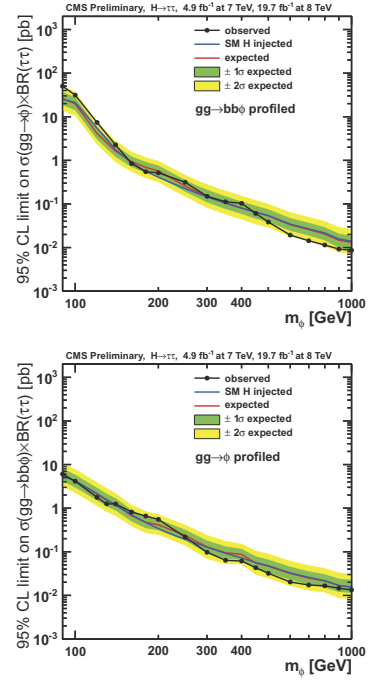 CMS Preliminary, H→ττ, 4.9 fb⁻¹ at 7 TeV, 19.7 fb⁻¹ at 8 TeV
95% CL limit on σ(gg→ϕ)×BR(ττ) [pb]
10³
10²
10
1
10⁻¹
10⁻²
10⁻³
observed
SM H injected
expected
± 1σ expected
± 2σ expected
gg→bbϕ profiled
100 200 300 400 1000
m_ϕ [GeV]
CMS Preliminary, H→ττ, 4.9 fb⁻¹ at 7 TeV, 19.7 fb⁻¹ at 8 TeV
95% CL limit on σ(gg→bbϕ)×BR(ττ) [pb]
10³
10²
10
1
10⁻¹
10⁻²
10⁻³
observed
SM H injected
expected
± 1σ expected
± 2σ expected
gg→ϕ profiled
100 200 300 400 1000
m_ϕ [GeV]